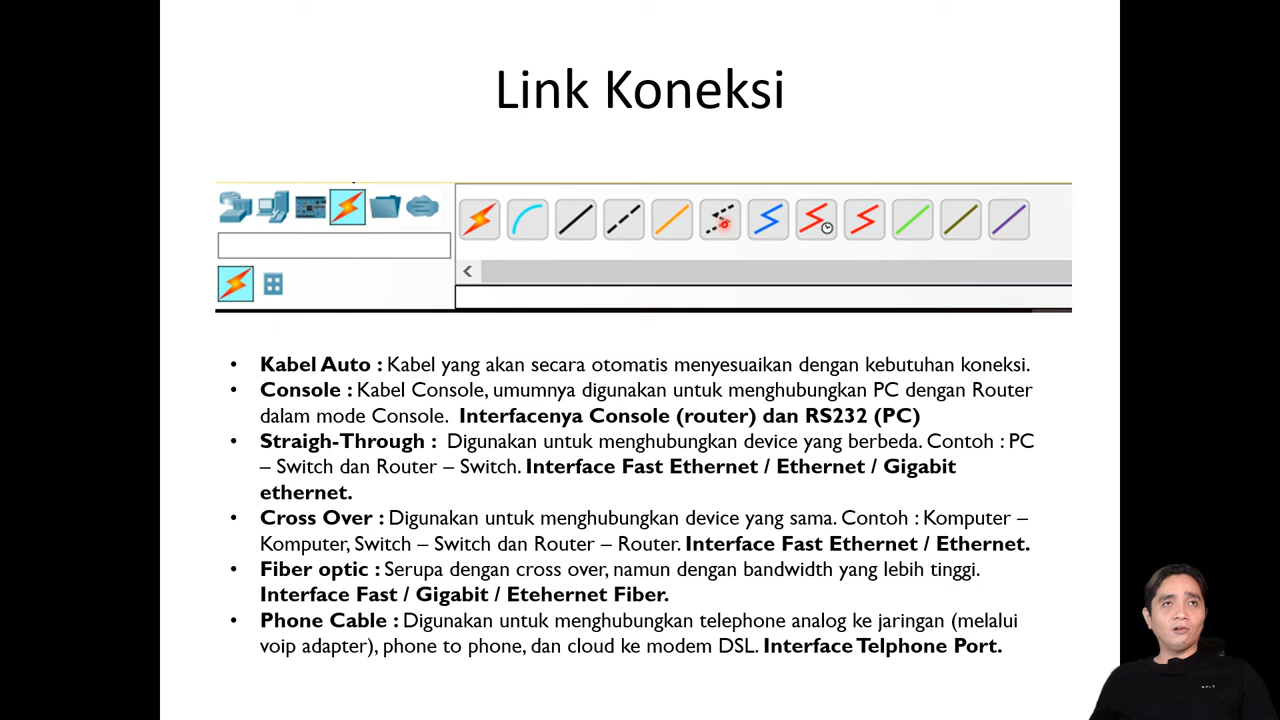 Link Koneksi
• Kabel Auto : Kabel yang akan secara otomatis menyesuaikan dengan kebutuhan koneksi.
• Console : Kabel Console, umumnya digunakan untuk menghubungkan PC dengan Router
dalam mode Console. Interfacenya Console (router) dan RS232 (PC)
• Straigh-Through : Digunakan untuk menghubungkan device yang berbeda. Contoh : PC
– Switch dan Router – Switch. Interface Fast Ethernet / Ethernet / Gigabit
ethernet.
• Cross Over : Digunakan untuk menghubungkan device yang sama. Contoh : Komputer –
Komputer, Switch – Switch dan Router – Router. Interface Fast Ethernet / Ethernet.
• Fiber optic : Serupa dengan cross over, namun dengan bandwidth yang lebih tinggi.
Interface Fast / Gigabit / Etehernet Fiber.
• Phone Cable : Digunakan untuk menghubungkan telephone analog ke jaringan (melalui
voip adapter), phone to phone, dan cloud ke modem DSL. Interface Telphone Port.